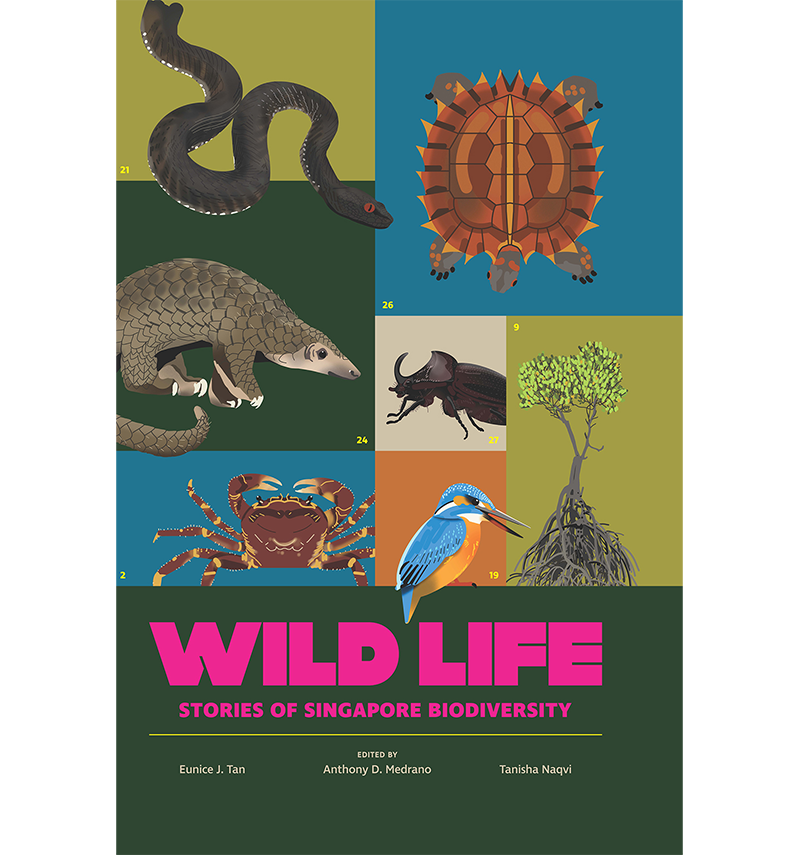 21
26
9
24
27
2
19
WILD LIFE
STORIES OF SINGAPORE BIODIVERSITY
EDITED BY
Eunice J. Tan Anthony D. Medrano Tanisha Naqvi